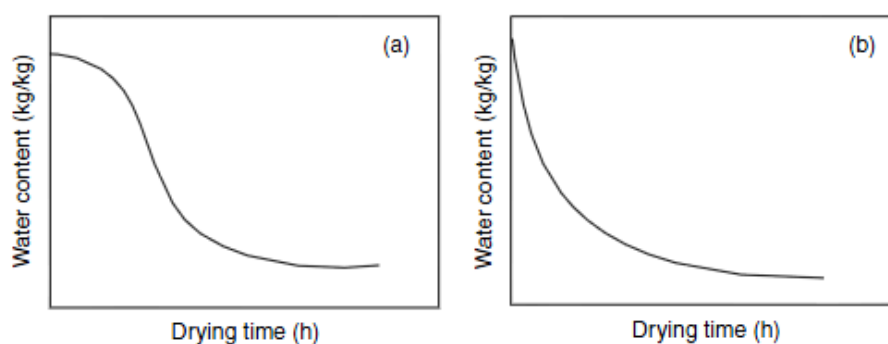 (a)
Water content (kg/kg)
Drying time (h)
(b)
Water content (kg/kg)
Drying time (h)